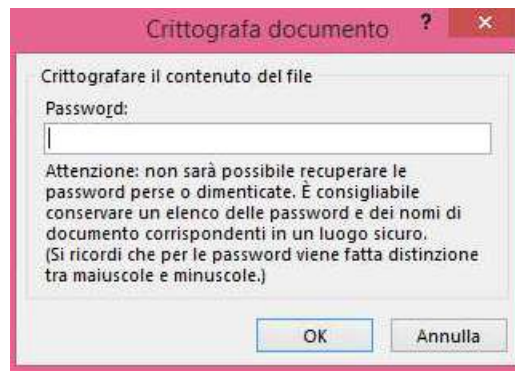 Crittografa documento ? ×
Crittografare il contenuto del file
Password:
Attenzione: non sarà possibile recuperare le
password perse o dimenticate. È consigliabile
conservare un elenco delle password e dei nomi di
documento corrispondenti in un luogo sicuro.
(Si ricordi che per le password viene fatta distinzione
tra maiuscole e minuscole.)
OK Annulla